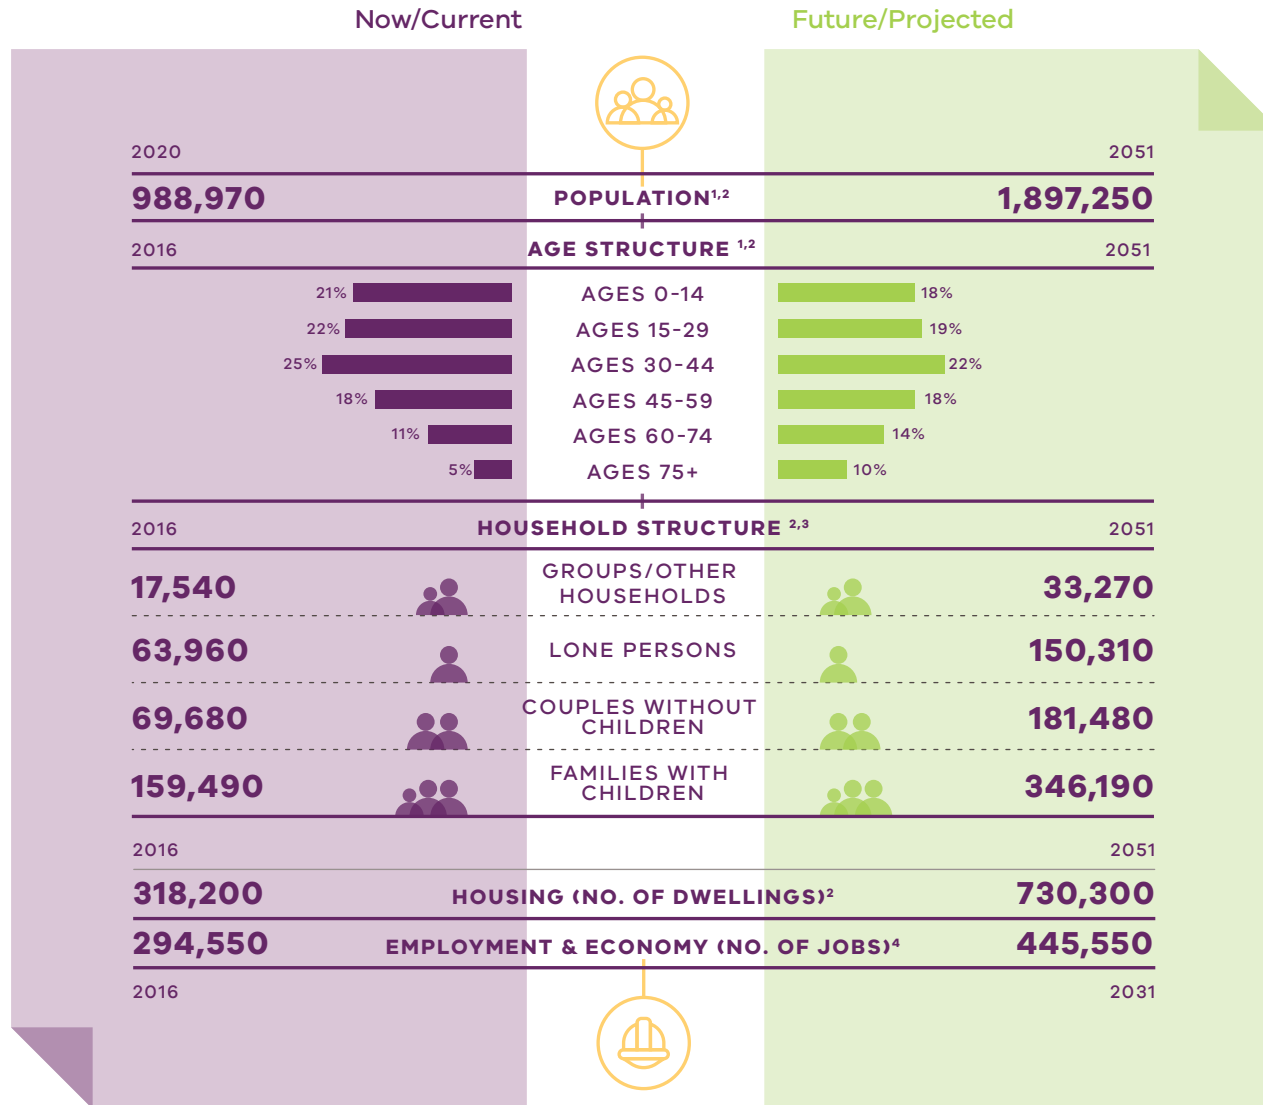 Now/Current Future/Projected
2020 2051
988,970 POPULATION1,2 1,897,250
2016 AGE STRUCTURE 1,2 2051
21% AGES 0-14 18%
22% AGES 15-29 19%
25% AGES 30-44 22%
18% AGES 45-59 18%
11% AGES 60-74 14%
5% AGES 75+ 10%
2016 HOUSEHOLD STRUCTURE 2,3 2051
17,540 GROUPS/OTHER
HOUSEHOLDS 33,270
63,960 LONE PERSONS 150,310
69,680 COUPLES WITHOUT
CHILDREN 181,480
159,490 FAMILIES WITH
CHILDREN 346,190
2016 2051
318,200 HOUSING (NO. OF DWELLINGS)2 730,300
294,550 EMPLOYMENT & ECONOMY (NO. OF JOBS)4 445,550
2016 2031